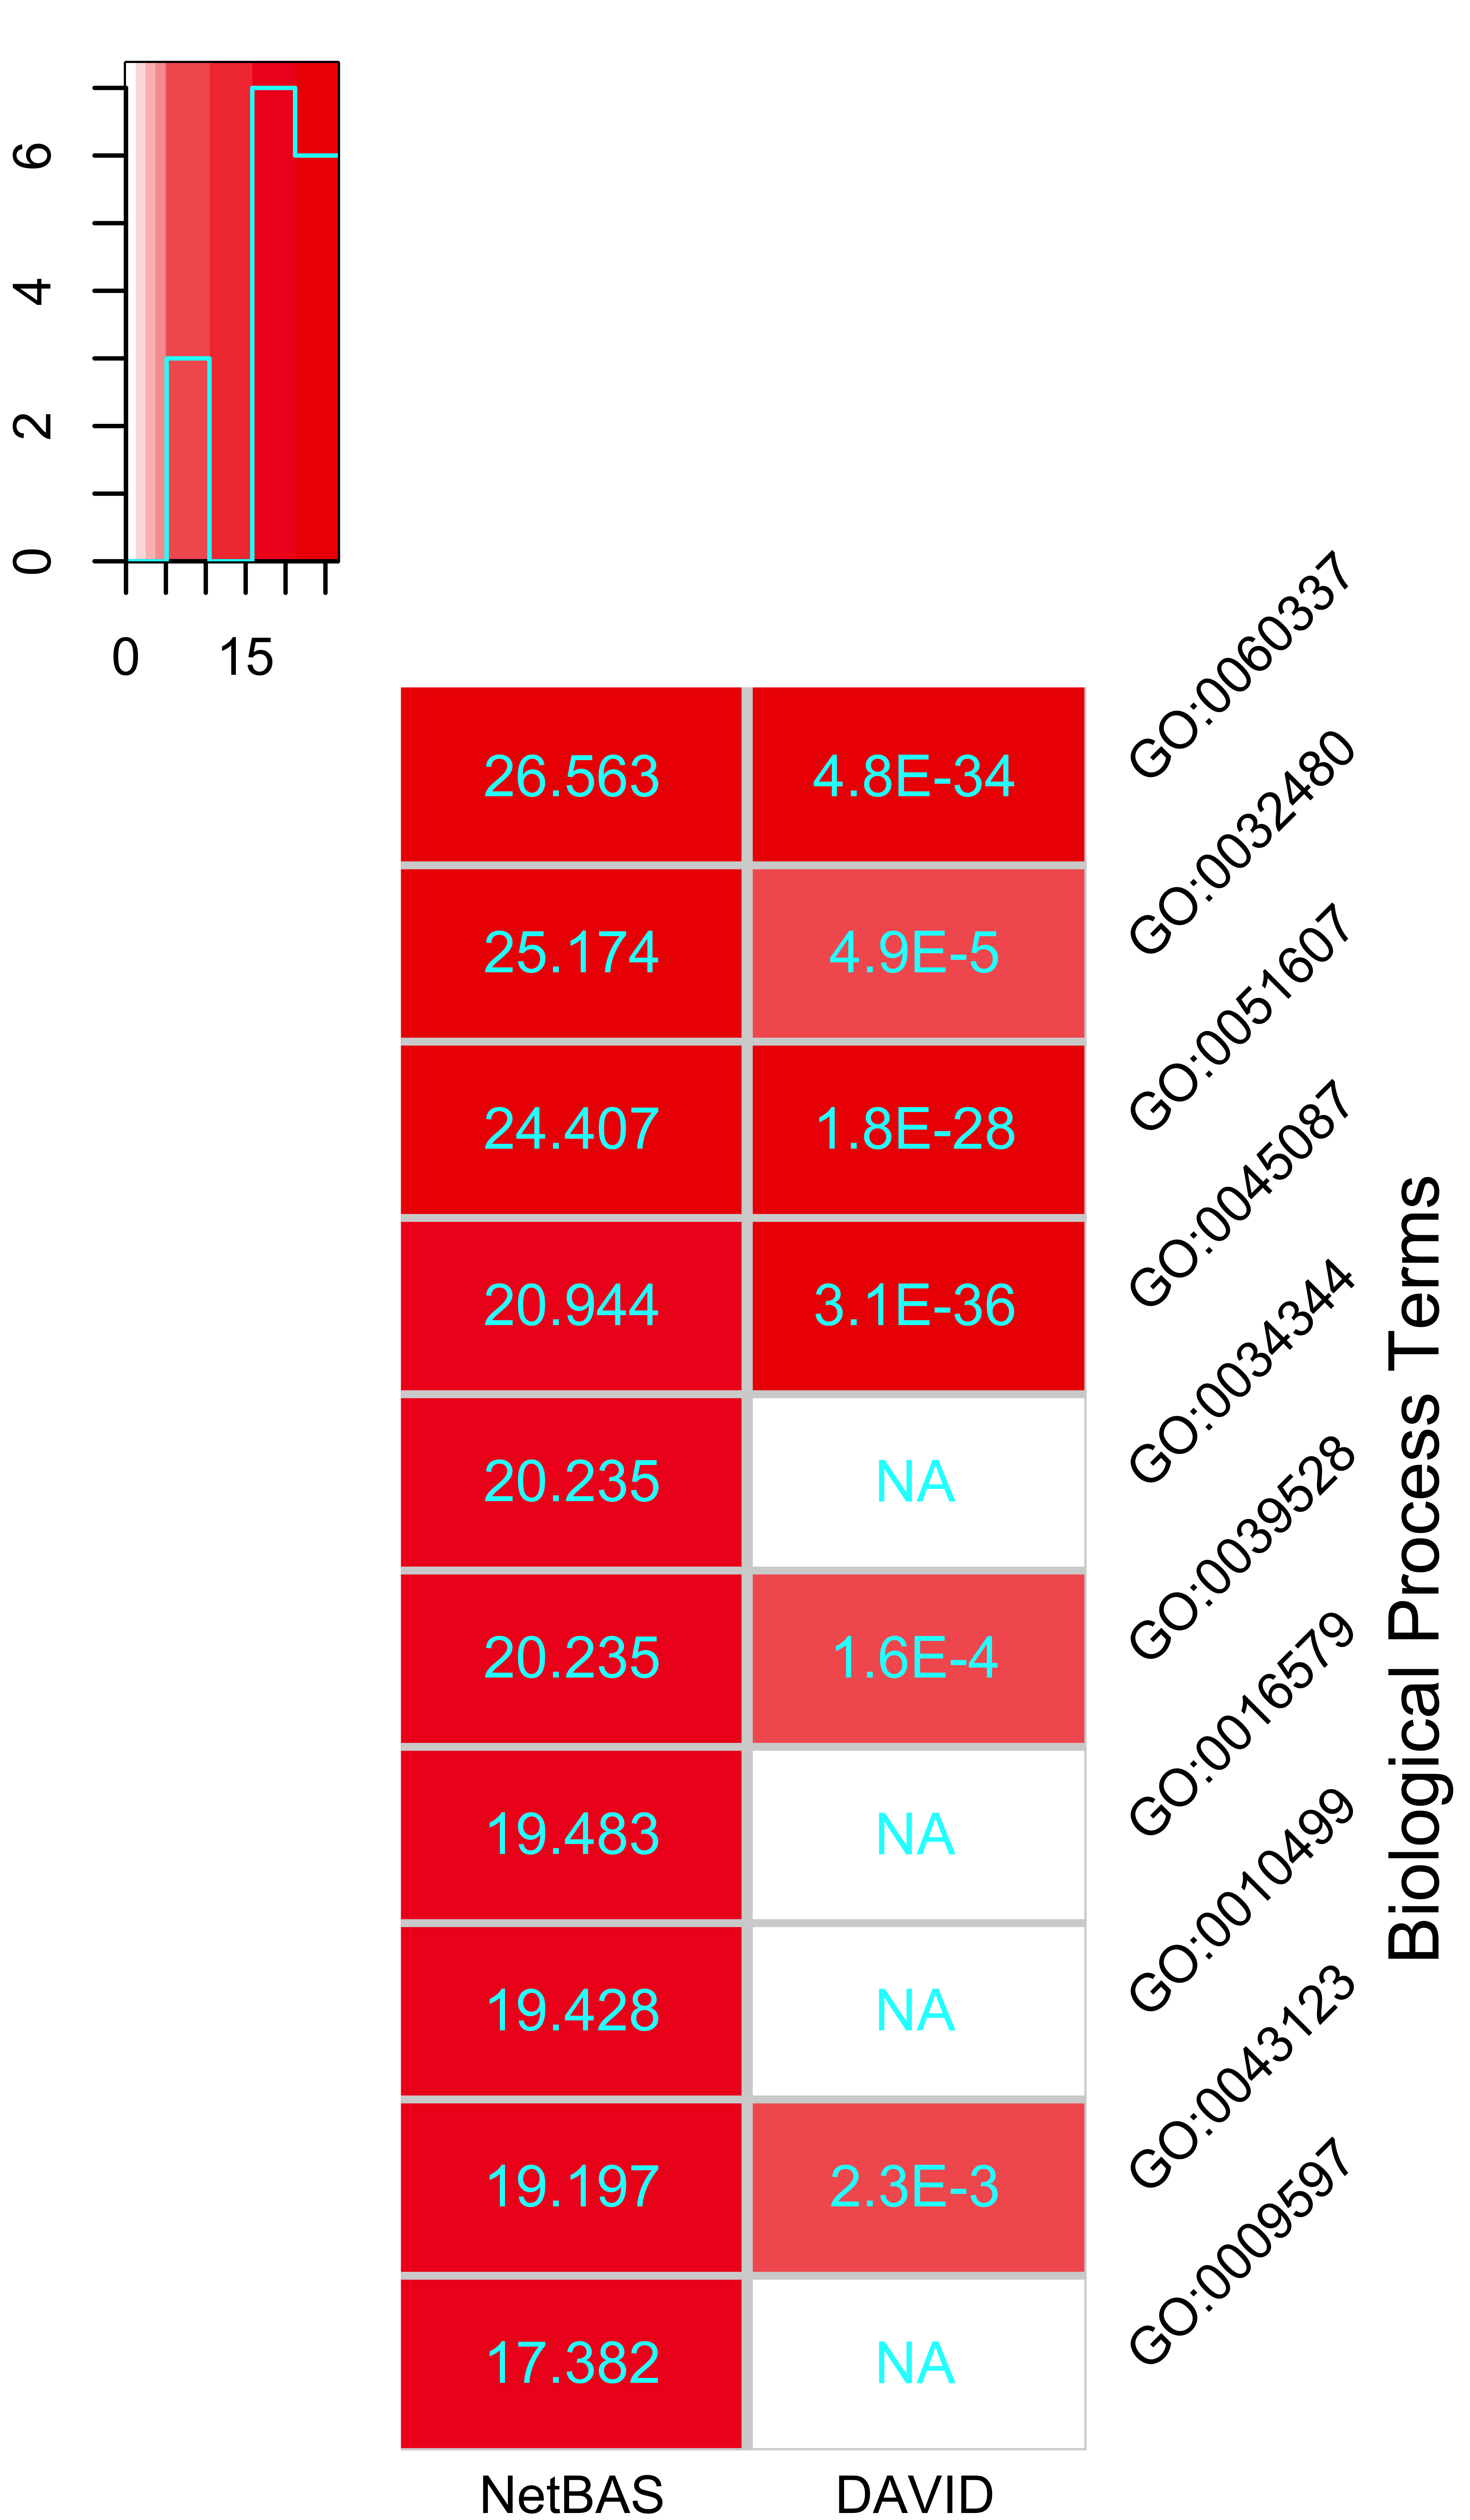 6
4
2
0
0 15
GO:0060337
26.563 4.8E-34
GO:0032480
25.174 4.9E-5
GO:0051607
24.407 1.8E-28
GO:0045087
20.944 3.1E-36
GO:0034344
20.235 NA
GO:0039528
20.235 1.6E-4
GO:0016579
19.483 NA
GO:0010499
19.428 NA
GO:0043123
19.197 2.3E-3
GO:0009597
17.382 NA
NetBAS DAVID
Biological Process Terms